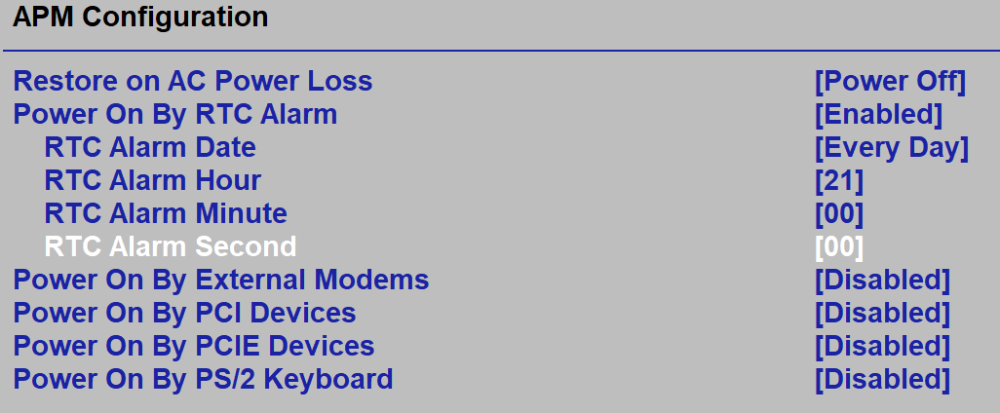 APM Configuration
Restore on AC Power Loss [Power Off]
Power On By RTC Alarm [Enabled]
RTC Alarm Date [Every Day]
RTC Alarm Hour [21]
RTC Alarm Minute [00]
RTC Alarm Second [00]
Power On By External Modems [Disabled]
Power On By PCI Devices [Disabled]
Power On By PCIE Devices [Disabled]
Power On By PS/2 Keyboard [Disabled]